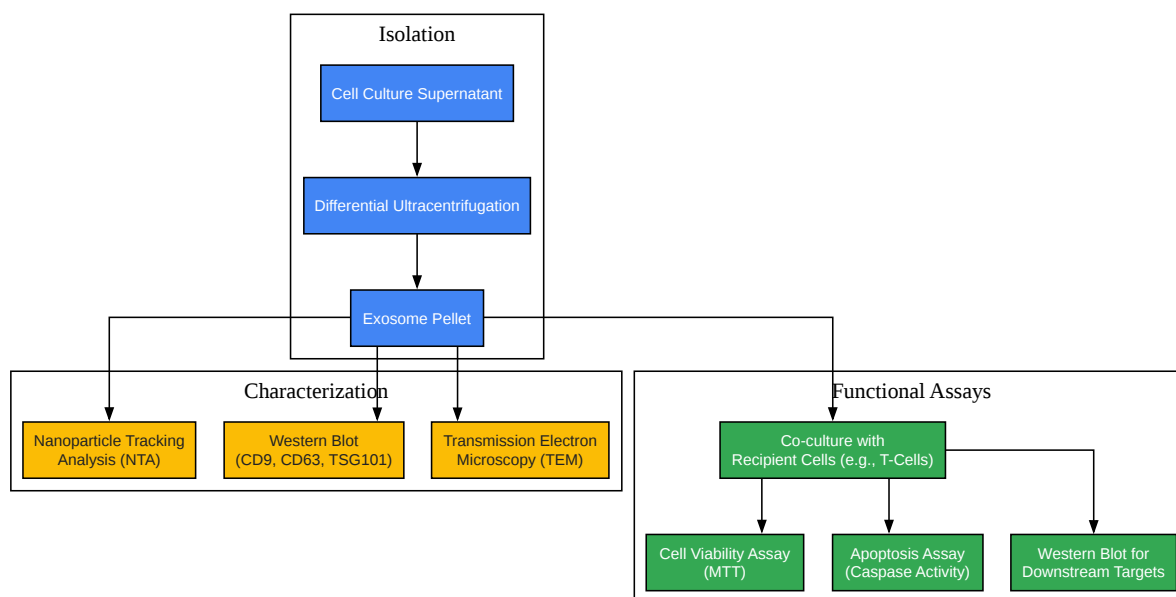 Isolation
Cell Culture Supernatant
Differential Ultracentrifugation
Exosome Pellet
Characterization
Nanoparticle Tracking
Analysis (NTA)
Western Blot
(CD9, CD63, TSG101)
Transmission Electron
Microscopy (TEM)
Functional Assays
Co-culture with
Recipient Cells (e.g., T-Cells)
Cell Viability Assay
(MTT)
Apoptosis Assay
(Caspase Activity)
Western Blot for
Downstream Targets